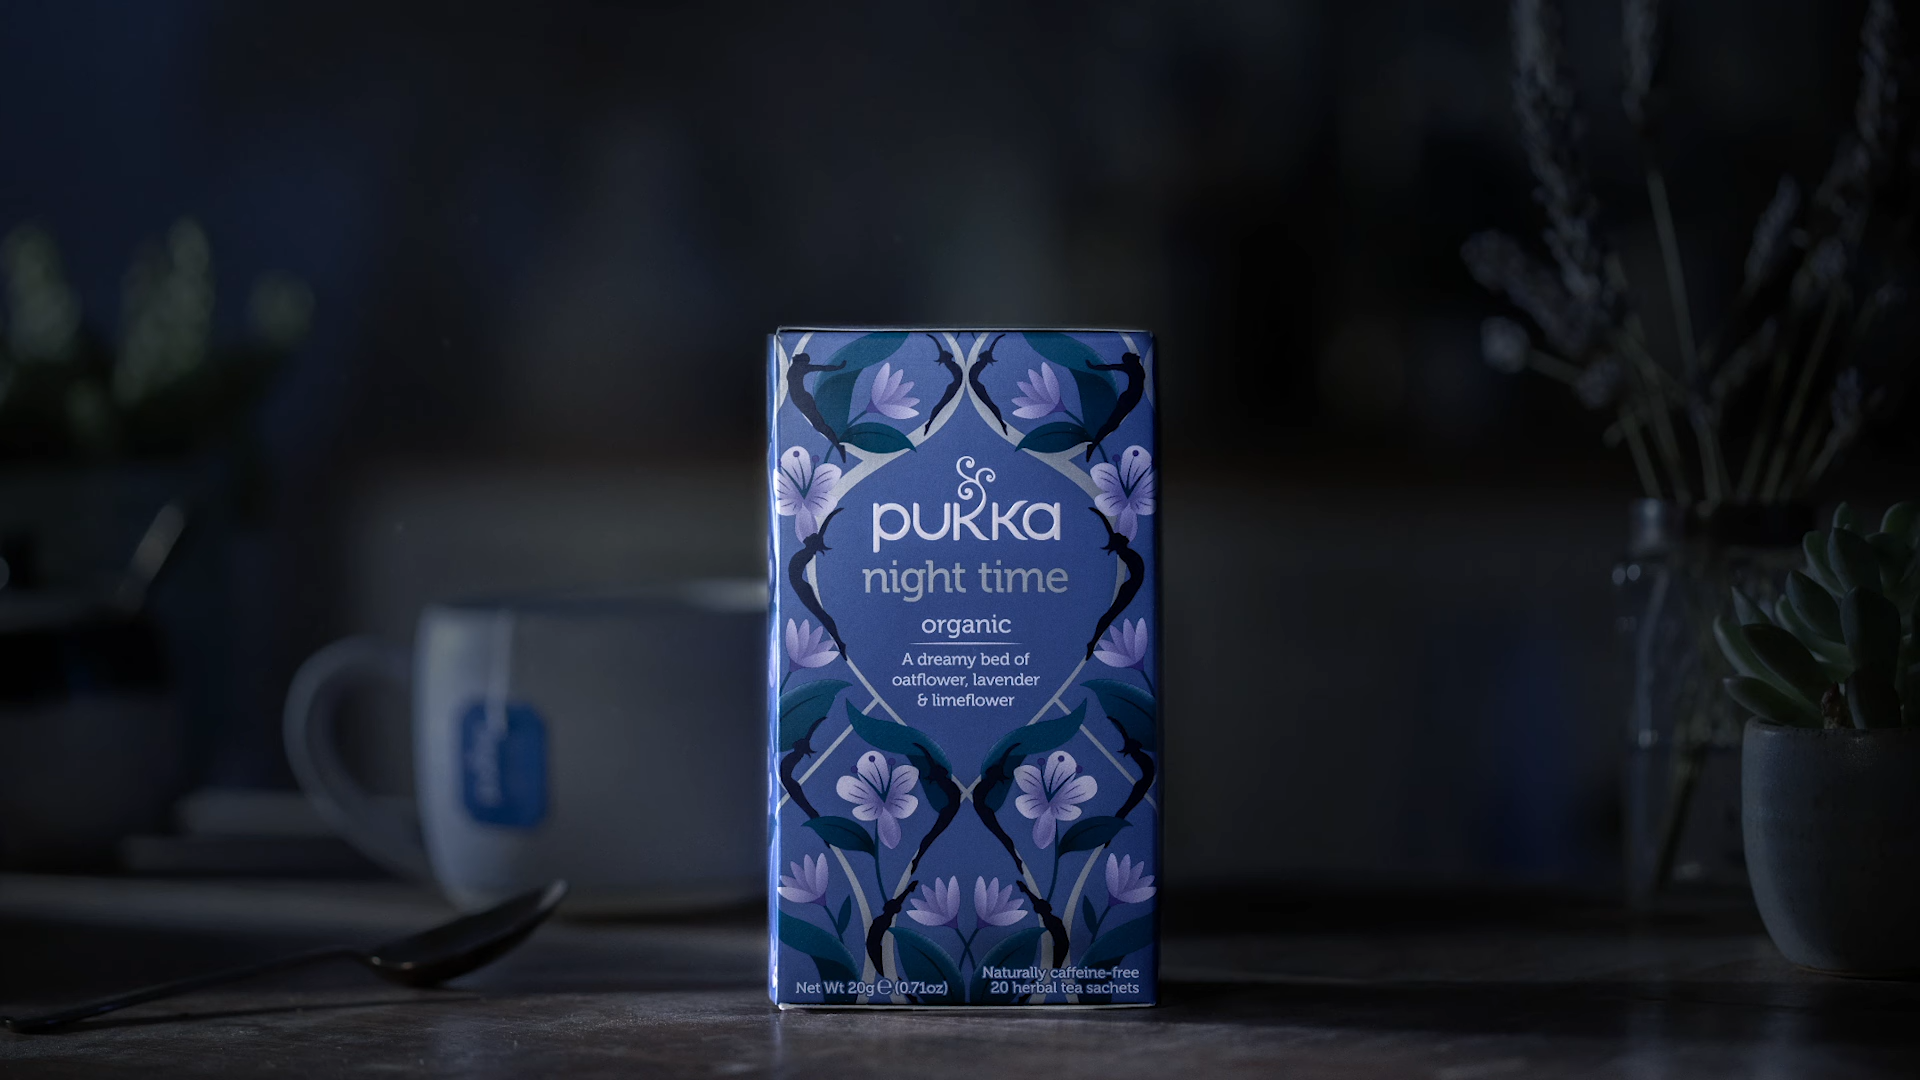 pukka
night time
organic
A dreamy bed of
oatflower, lavender
& limeflower
Net Wt 20g ℮ (0.71oz)
Naturally caffeine-free
20 herbal tea sachets
pukka